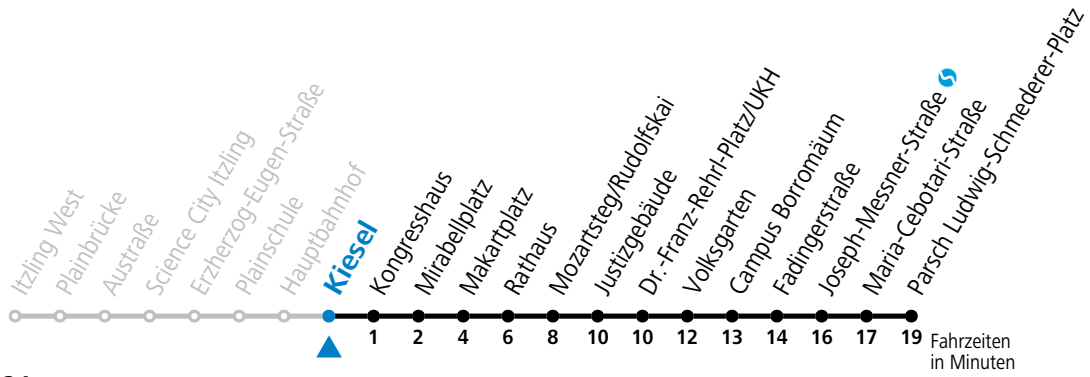 Itzling West
Plainbrücke
Austraße
Science City Itzling
Erzherzog-Eugen-Straße
Plainschule
Hauptbahnhof
Kiesel
Kongresshaus
Mirabellplatz
Makartplatz
Rathaus
Mozartsteg/Rudolfskai
Justizgebäude
Dr.-Franz-Rehrl-Platz/UKH
Volksgarten
Campus Borromäum
Fadingerstraße
Joseph-Messner-Straße
Maria-Cebotari-Straße
Parsch Ludwig-Schmederer-Platz
1 2 4 6 8 10 10 12 13 14 16 17 19
Fahrzeiten
in Minuten